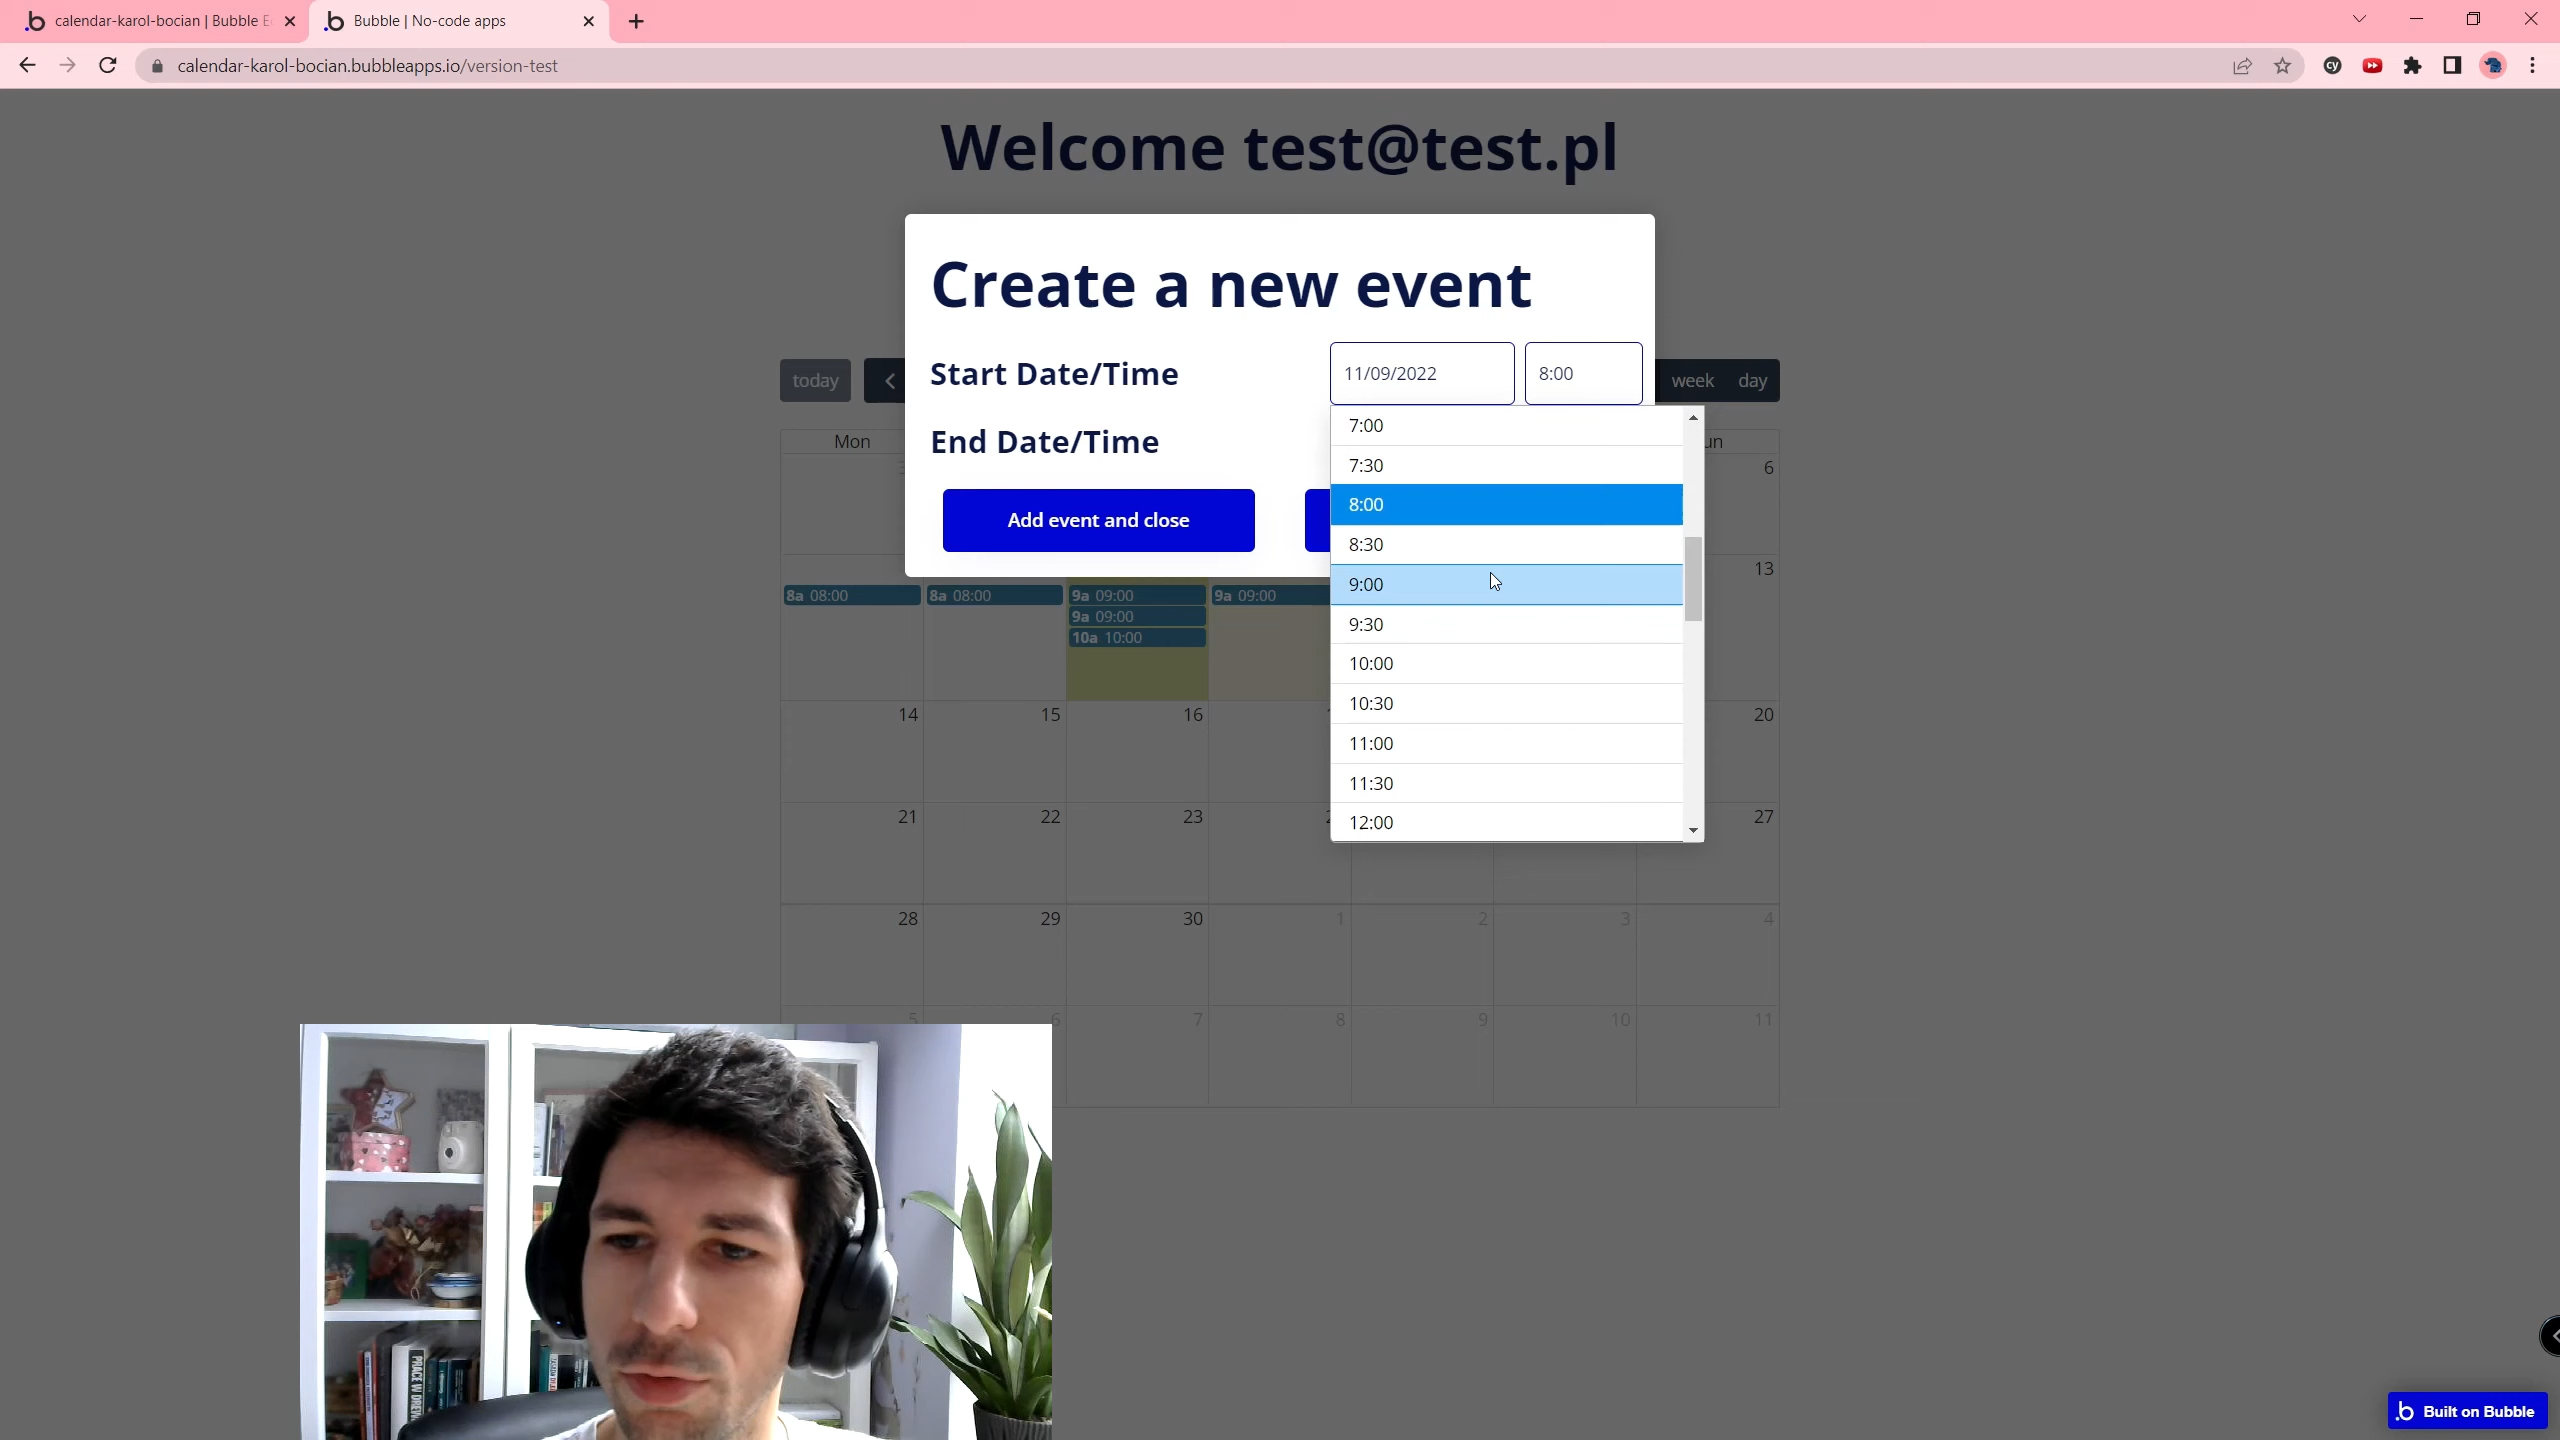 calendar-karol-bocian | Bubble E
Bubble | No-code apps
calendar-karol-bocian.bubbleapps.io/version-test
cy
Welcome test@test.pl
Create a new event
Start Date/Time
11/09/2022
8:00
End Date/Time
Add event and close
7:00
7:30
8:00
8:30
9:00
9:30
10:00
10:30
11:00
11:30
12:00
today
week
day
Mon
un
6
13
8a 08:00
8a 08:00
9a 09:00
9a 09:00
9a 09:00
10a 10:00
14
15
16
20
21
22
23
27
28
29
30
1
2
3
4
5
6
7
8
9
10
11
PRACE W DREW
b Built on Bubble